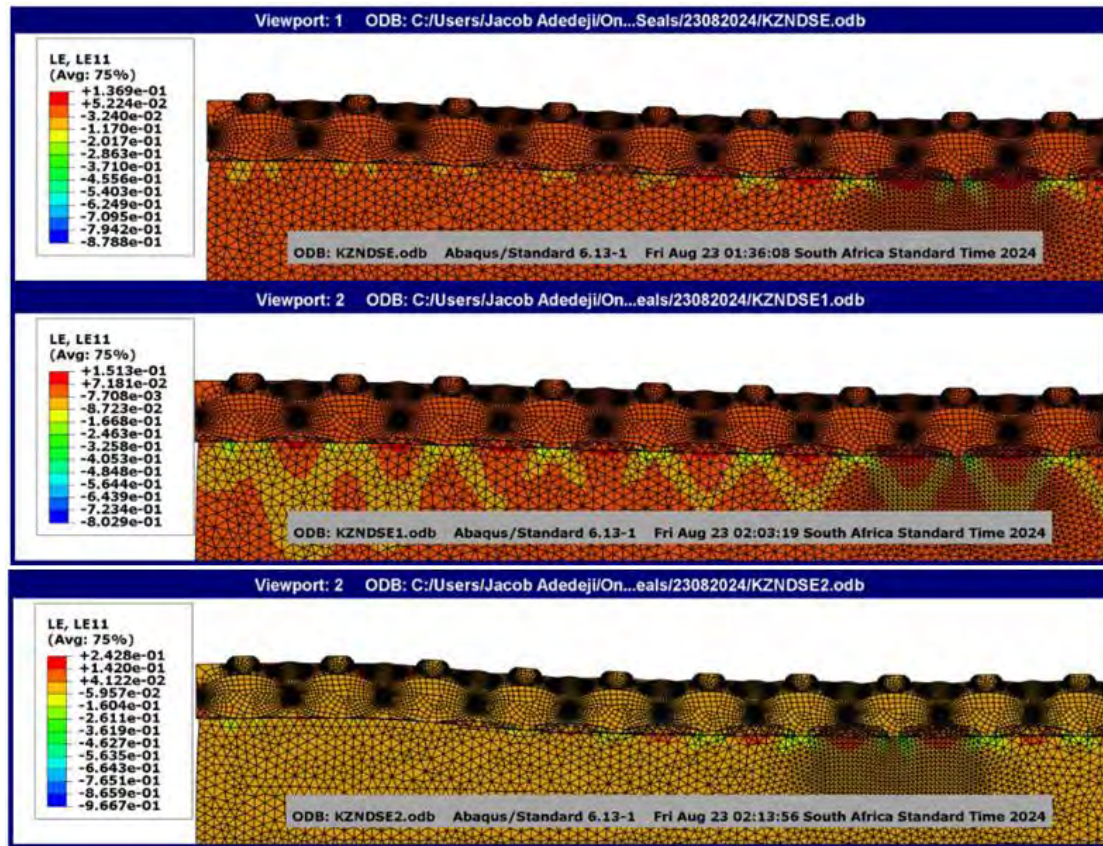 Viewport: 1 ODB: C:/Users/Jacob Adedeji/On...Seals/23082024/KZNDSE.odb
LE, LE11
(Avg: 75%)
+1.369e-01
+5.224e-02
-3.240e-02
-1.170e-01
-2.017e-01
-2.863e-01
-3.710e-01
-4.556e-01
-5.403e-01
-6.249e-01
-7.095e-01
-7.942e-01
-8.788e-01
ODB: KZNDSE.odb Abaqus/Standard 6.13-1 Fri Aug 23 01:36:08 South Africa Standard Time 2024
Viewport: 2 ODB: C:/Users/Jacob Adedeji/On...eals/23082024/KZNDSE1.odb
LE, LE11
(Avg: 75%)
+1.513e-01
+7.181e-02
-7.708e-03
-8.723e-02
-1.668e-01
-2.463e-01
-3.258e-01
-4.053e-01
-4.848e-01
-5.644e-01
-6.439e-01
-7.234e-01
-8.029e-01
ODB: KZNDSE1.odb Abaqus/Standard 6.13-1 Fri Aug 23 02:03:19 South Africa Standard Time 2024
Viewport: 2 ODB: C:/Users/Jacob Adedeji/On...eals/23082024/KZNDSE2.odb
LE, LE11
(Avg: 75%)
+2.428e-01
+1.420e-01
+4.122e-02
-5.957e-02
-1.604e-01
-2.611e-01
-3.619e-01
-4.627e-01
-5.635e-01
-6.643e-01
-7.651e-01
-8.659e-01
-9.667e-01
ODB: KZNDSE2.odb Abaqus/Standard 6.13-1 Fri Aug 23 02:13:56 South Africa Standard Time 2024